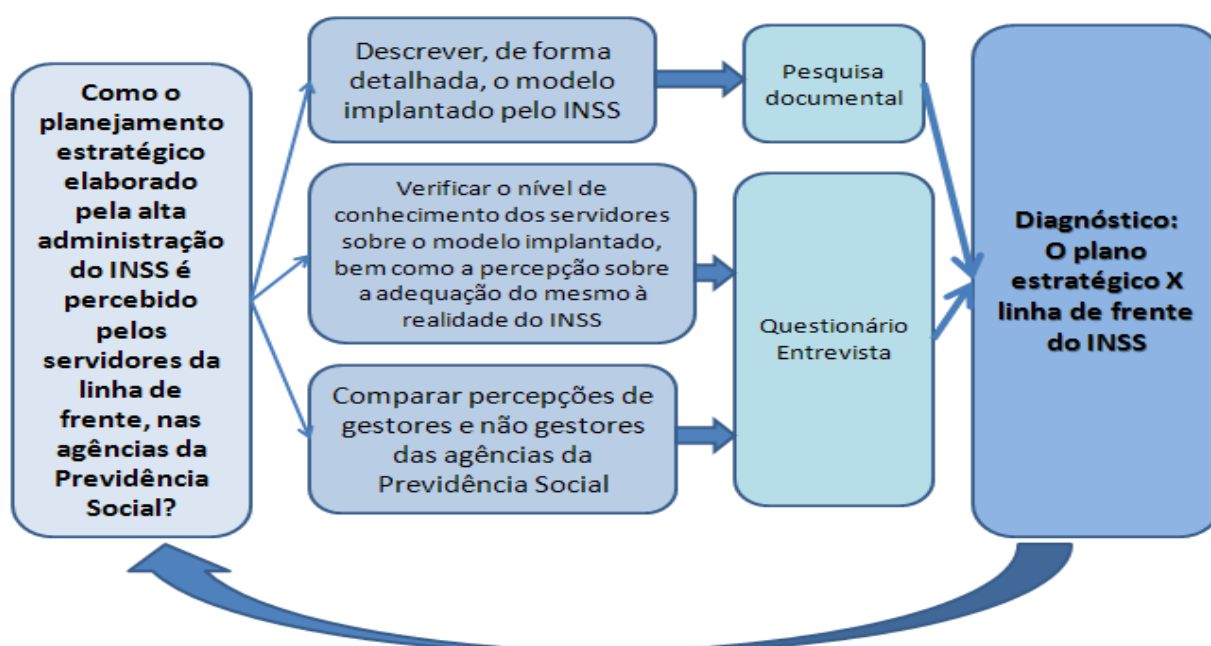 Como o
planejamento
estratégico
elaborado
pela alta
administração
do INSS é
percebido
pelos
servidores da
linha de
frente, nas
agências da
Previdência
Social?
Descrever, de forma
detalhada, o modelo
implantado pelo INSS
Verificar o nível de
conhecimento dos servidores
sobre o modelo implantado,
bem como a percepção sobre
a adequação do mesmo à
realidade do INSS
Comparar percepções de
gestores e não gestores
das agências da
Previdência Social
Pesquisa
documental
Questionário
Entrevista
Diagnóstico:
O plano
estratégico X
linha de frente
do INSS